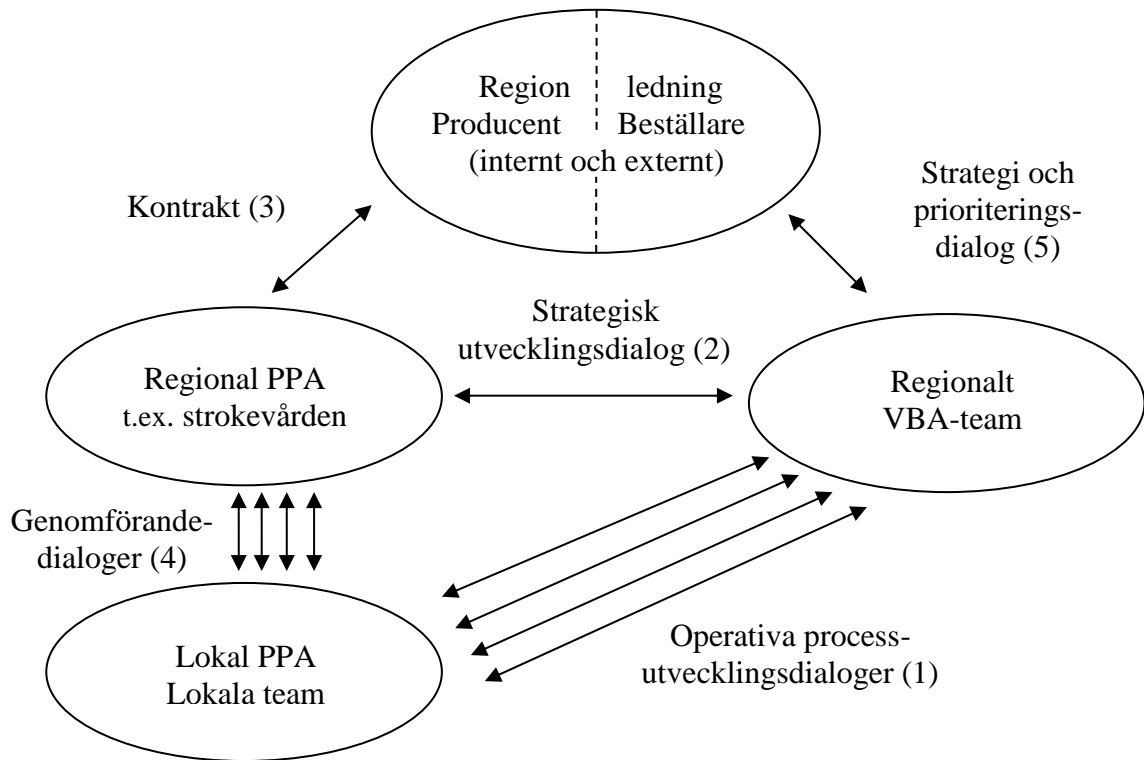 Region ledning
Producent Beställare
(internt och externt)
Kontrakt (3)
Strategi och
prioriterings-
dialog (5)
Strategisk
utvecklingsdialog (2)
Regional PPA
t.ex. strokevården
Regionalt
VBA-team
Genomförande-
dialoger (4)
Lokal PPA
Lokala team
Operativa process-
utvecklingsdialoger (1)